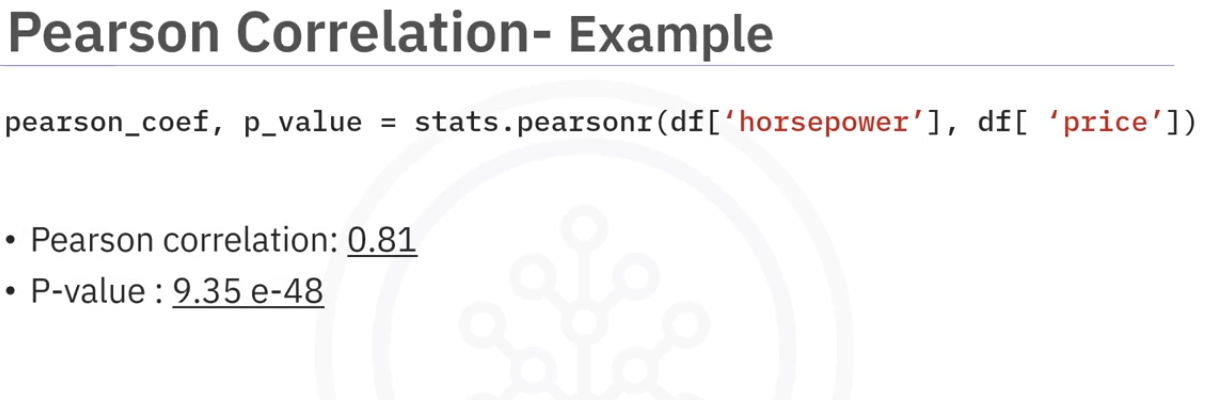 Pearson Correlation- Example
pearson_coef, p_value = stats.pearsonr(df[‘horsepower’], df[ ‘price’])
• Pearson correlation: 0.81
• P-value : 9.35 e-48